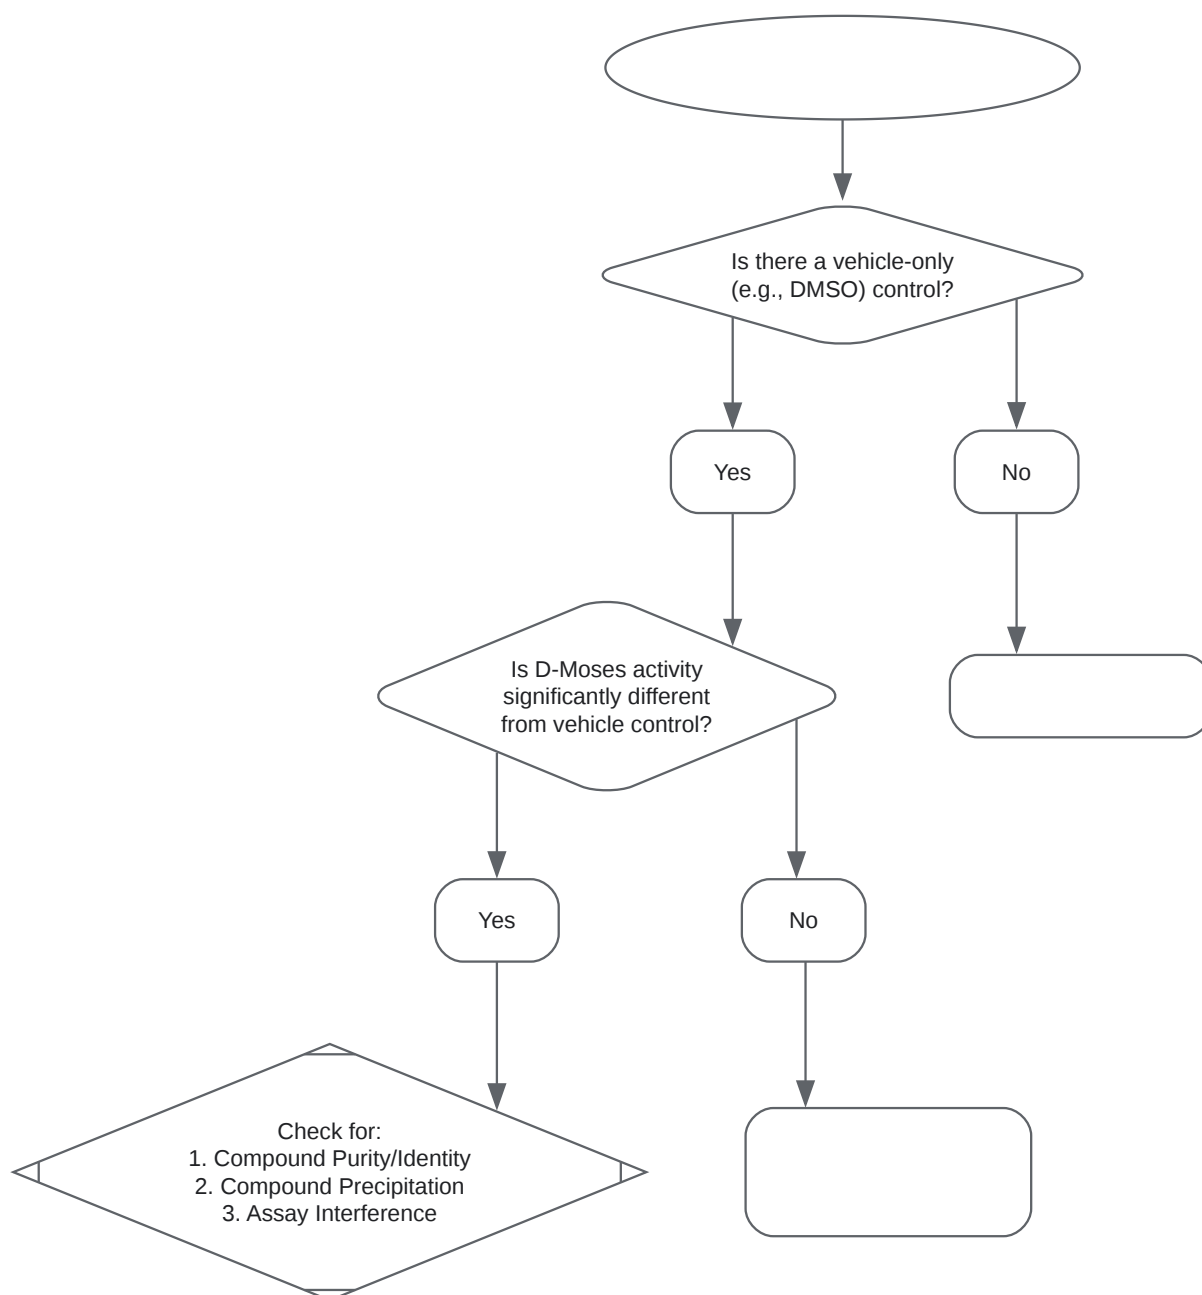 Is there a vehicle-only
(e.g., DMSO) control?
Yes
No
Is D-Moses activity
significantly different
from vehicle control?
Yes
No
Check for:
1. Compound Purity/Identity
2. Compound Precipitation
3. Assay Interference